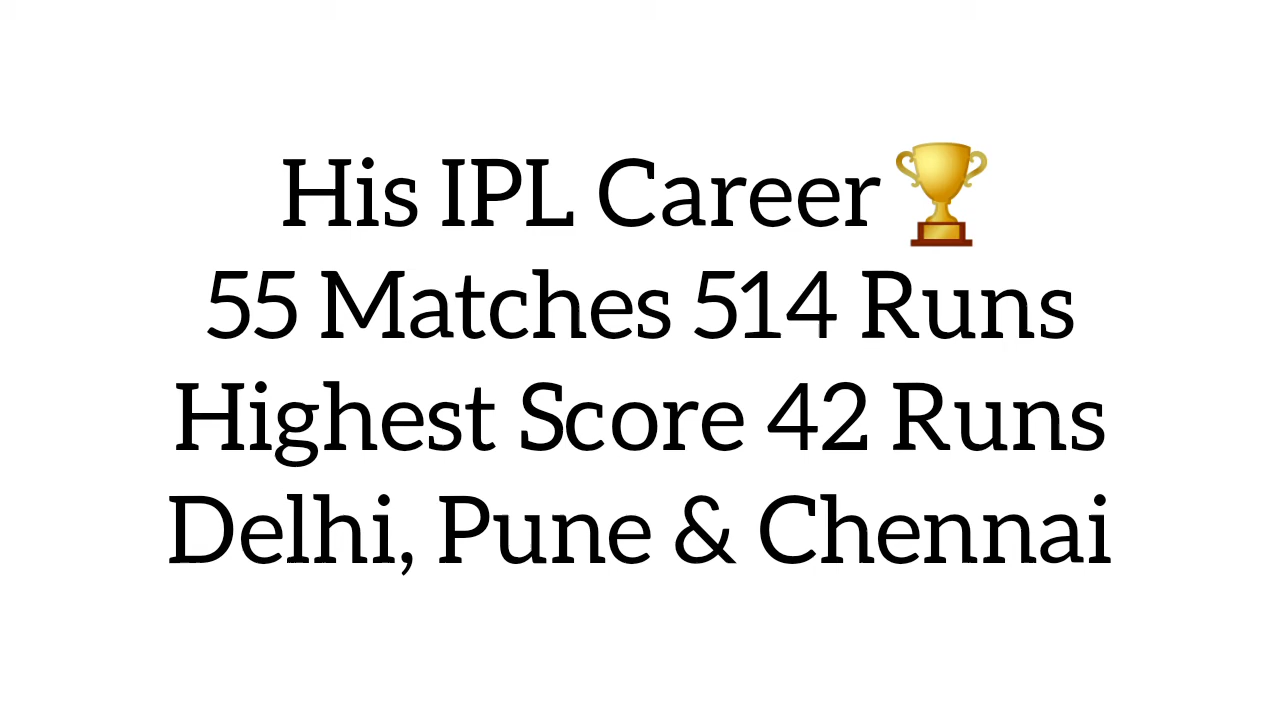 His IPL Career🏆
55 Matches 514 Runs
Highest Score 42 Runs
Delhi, Pune & Chennai